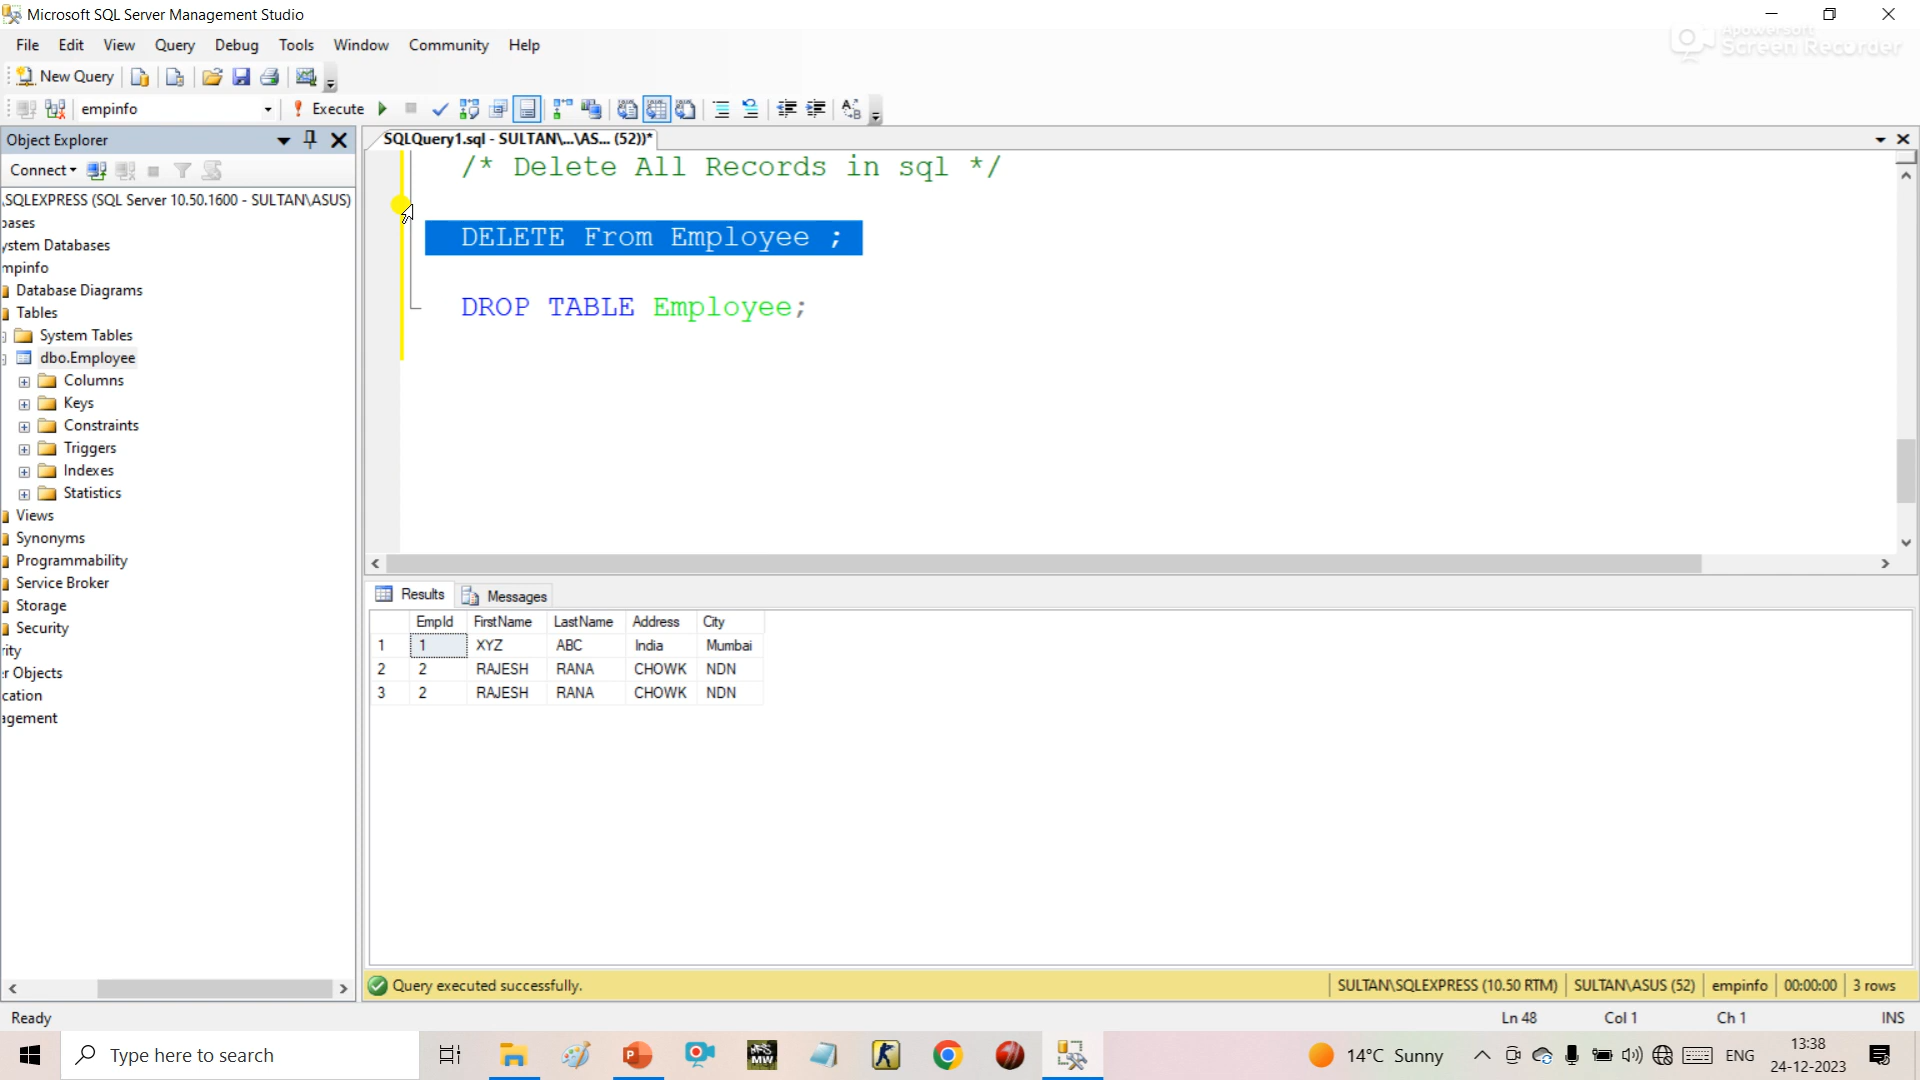 Microsoft SQL Server Management Studio
File Edit View Query Debug Tools Window Community Help
Apowersoft
Screen Recorder
New Query
empinfo
Execute
Object Explorer
SQLQuery1.sql - SULTAN\...\AS... (52))*
Connect
.SQLEXPRESS (SQL Server 10.50.1600 - SULTAN\ASUS)
bases
ystem Databases
mpinfo
Database Diagrams
Tables
System Tables
dbo.Employee
Columns
Keys
Constraints
Triggers
Indexes
Statistics
Views
Synonyms
Programmability
Service Broker
Storage
Security
rity
r Objects
cation
agement
/* Delete All Records in sql */
DELETE From Employee ;
DROP TABLE Employee;
Results Messages
EmpId FirstName LastName Address City
1 1 XYZ ABC India Mumbai
2 2 RAJESH RANA CHOWK NDN
3 2 RAJESH RANA CHOWK NDN
Query executed successfully.
SULTAN\SQLEXPRESS (10.50 RTM) SULTAN\ASUS (52) empinfo 00:00:00 3 rows
Ready
Ln 48 Col 1 Ch 1 INS
Type here to search
14°C Sunny
ENG
13:38
24-12-2023